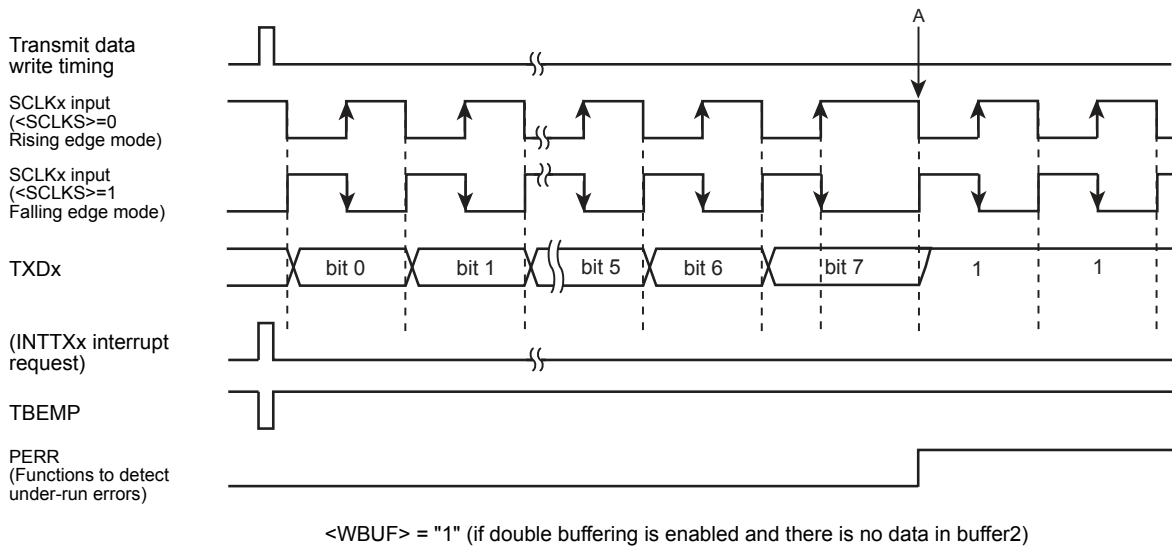 A
Transmit data
write timing
SCLKx input
(<SCLKS>=0
Rising edge mode)
SCLKx input
(<SCLKS>=1
Falling edge mode)
TXDx
bit 0
bit 1
bit 5
bit 6
bit 7
1
1
(INTTXx interrupt
request)
TBEMP
PERR
(Functions to detect
under-run errors)
<WBUF> = "1" (if double buffering is enabled and there is no data in buffer2)